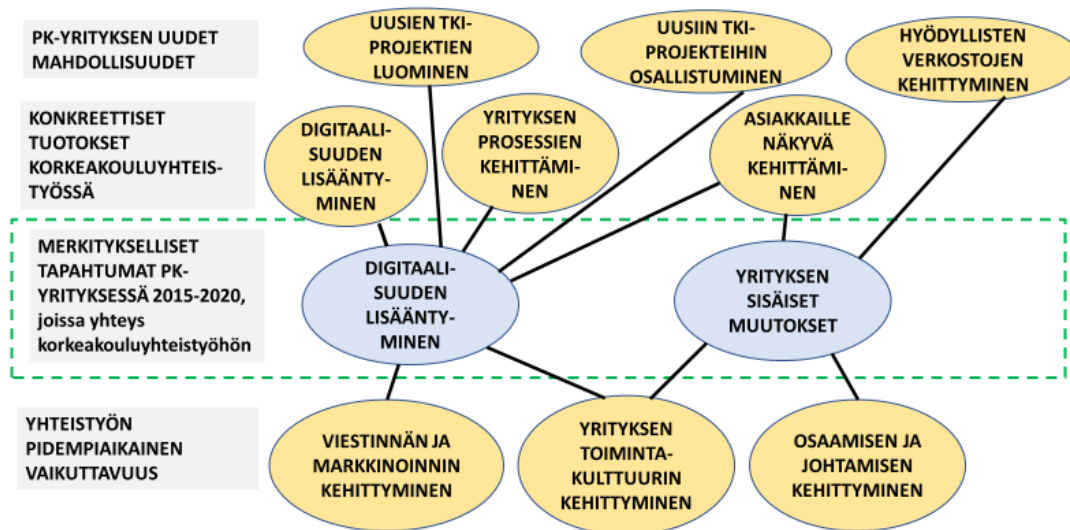 PK-YRITYKSEN UUDET
MAHDOLLISUUDET
UUSIEN TKI-
PROJEKTIEN
LUOMINEN
UUSIIN TKI-
PROJEKTEIHIN
OSALLISTUMINEN
HYÖDYLLISTEN
VERKOSTOJEN
KEHITTYMINEN
KONKREETTISET
TUOTOKSET
KORKEAKOULUYHTEIS-
TYÖSSÄ
DIGITAALI-
SUUDEN
LISÄÄNTY-
MINEN
YRITYKSEN
PROSESSIEN
KEHITTÄMI-
NEN
ASIAKKAILLE
NÄKYVÄ
KEHITTÄMI-
NEN
MERKITYKSELLISET
TAPAHTUMAT PK-
YRITYKSESSÄ 2015-2020,
joissa yhteys
korkeakouluyhteistyöhön
DIGITAALI-
SUUDEN
LISÄÄNTY-
MINEN
YRITYKSEN
SISÄISET
MUUTOKSET
YHTEISTYÖN
PIDEMPIAIKAINEN
VAIKUTTAVUUS
VIESTINNÄN JA
MARKKINOINNIN
KEHITTYMINEN
YRITYKSEN
TOIMINTA-
KULTTUURIN
KEHITTYMINEN
OSAAMISEN JA
JOHTAMISEN
KEHITTYMINEN